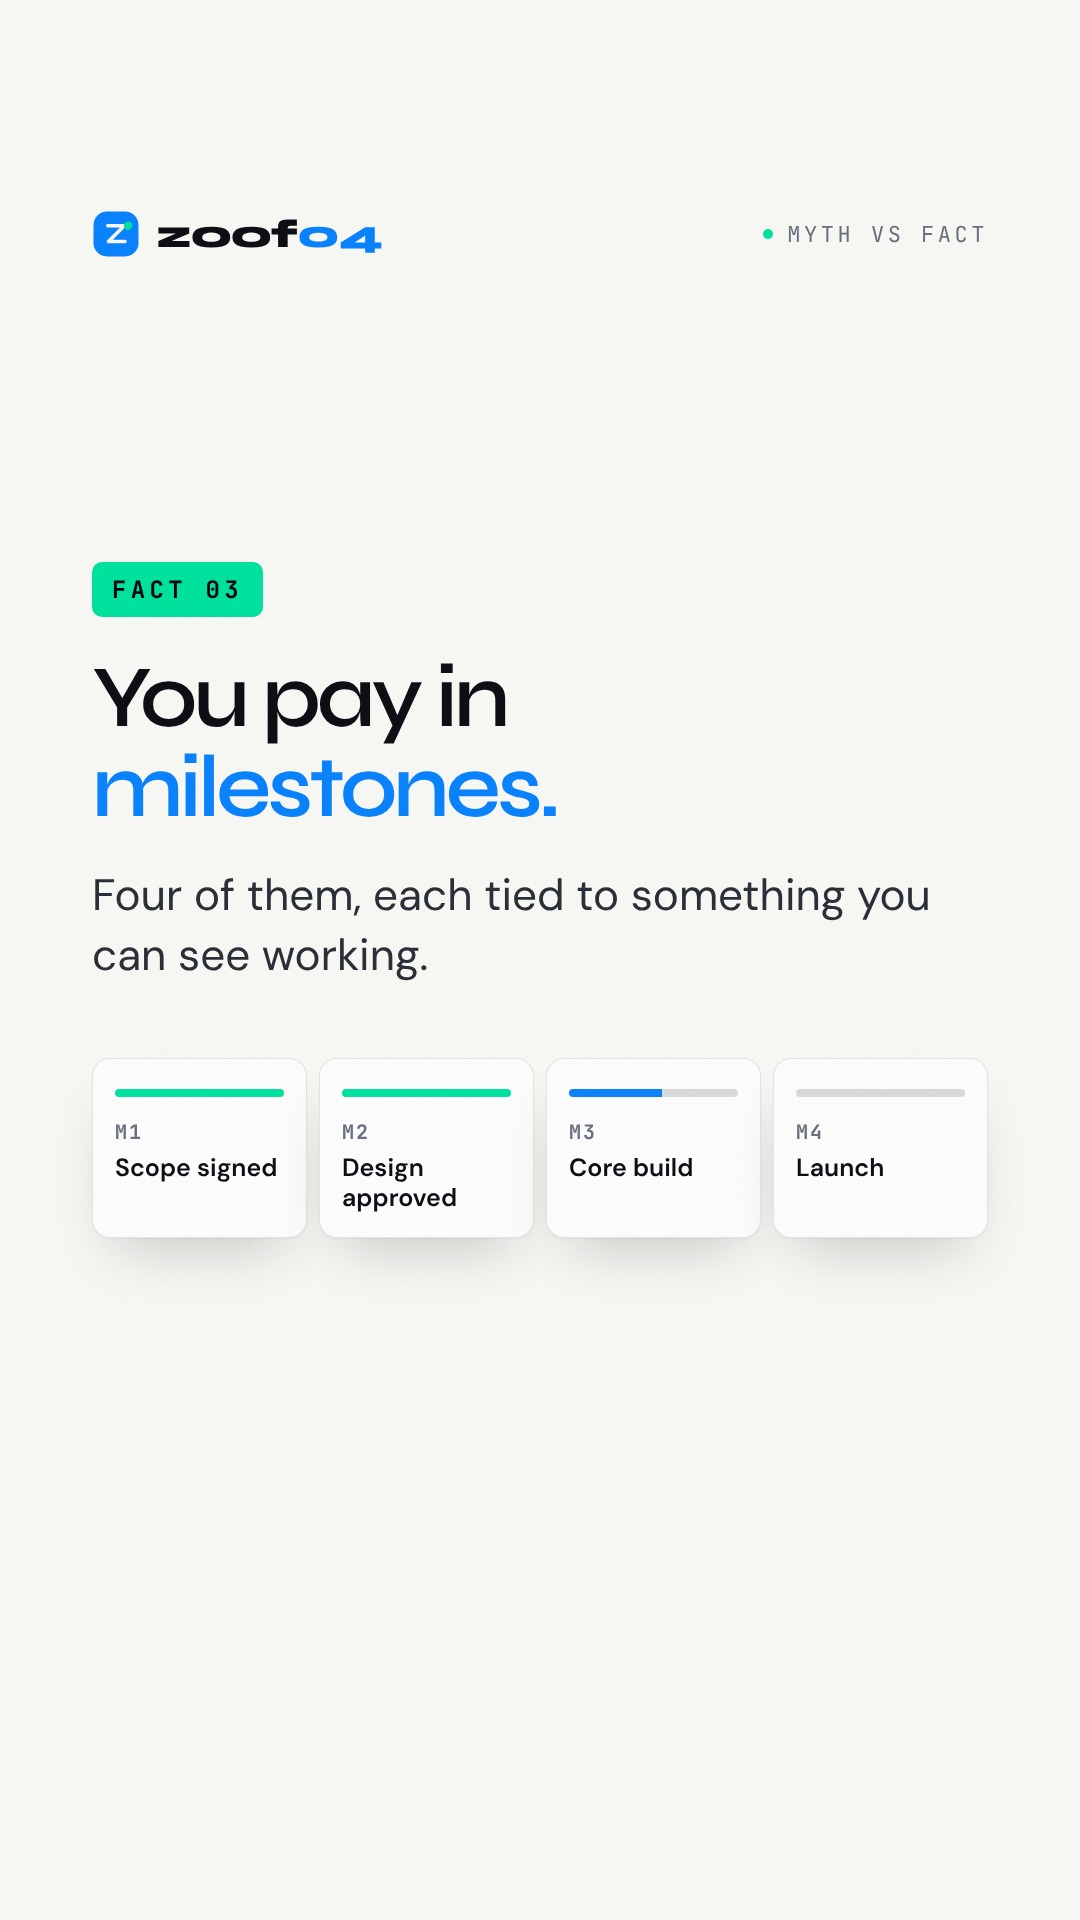 Z zoof04
MYTH VS FACT
FACT 03
You pay in
milestones.
Four of them, each tied to something you
can see working.
M1
Scope signed
M2
Design
approved
M3
Core build
M4
Launch